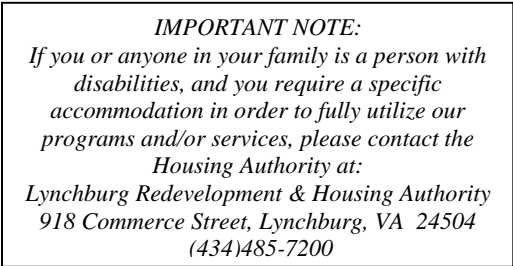 IMPORTANT NOTE:
If you or anyone in your family is a person with
disabilities, and you require a specific
accommodation in order to fully utilize our
programs and/or services, please contact the
Housing Authority at:
Lynchburg Redevelopment & Housing Authority
918 Commerce Street, Lynchburg, VA  24504
(434)485-7200